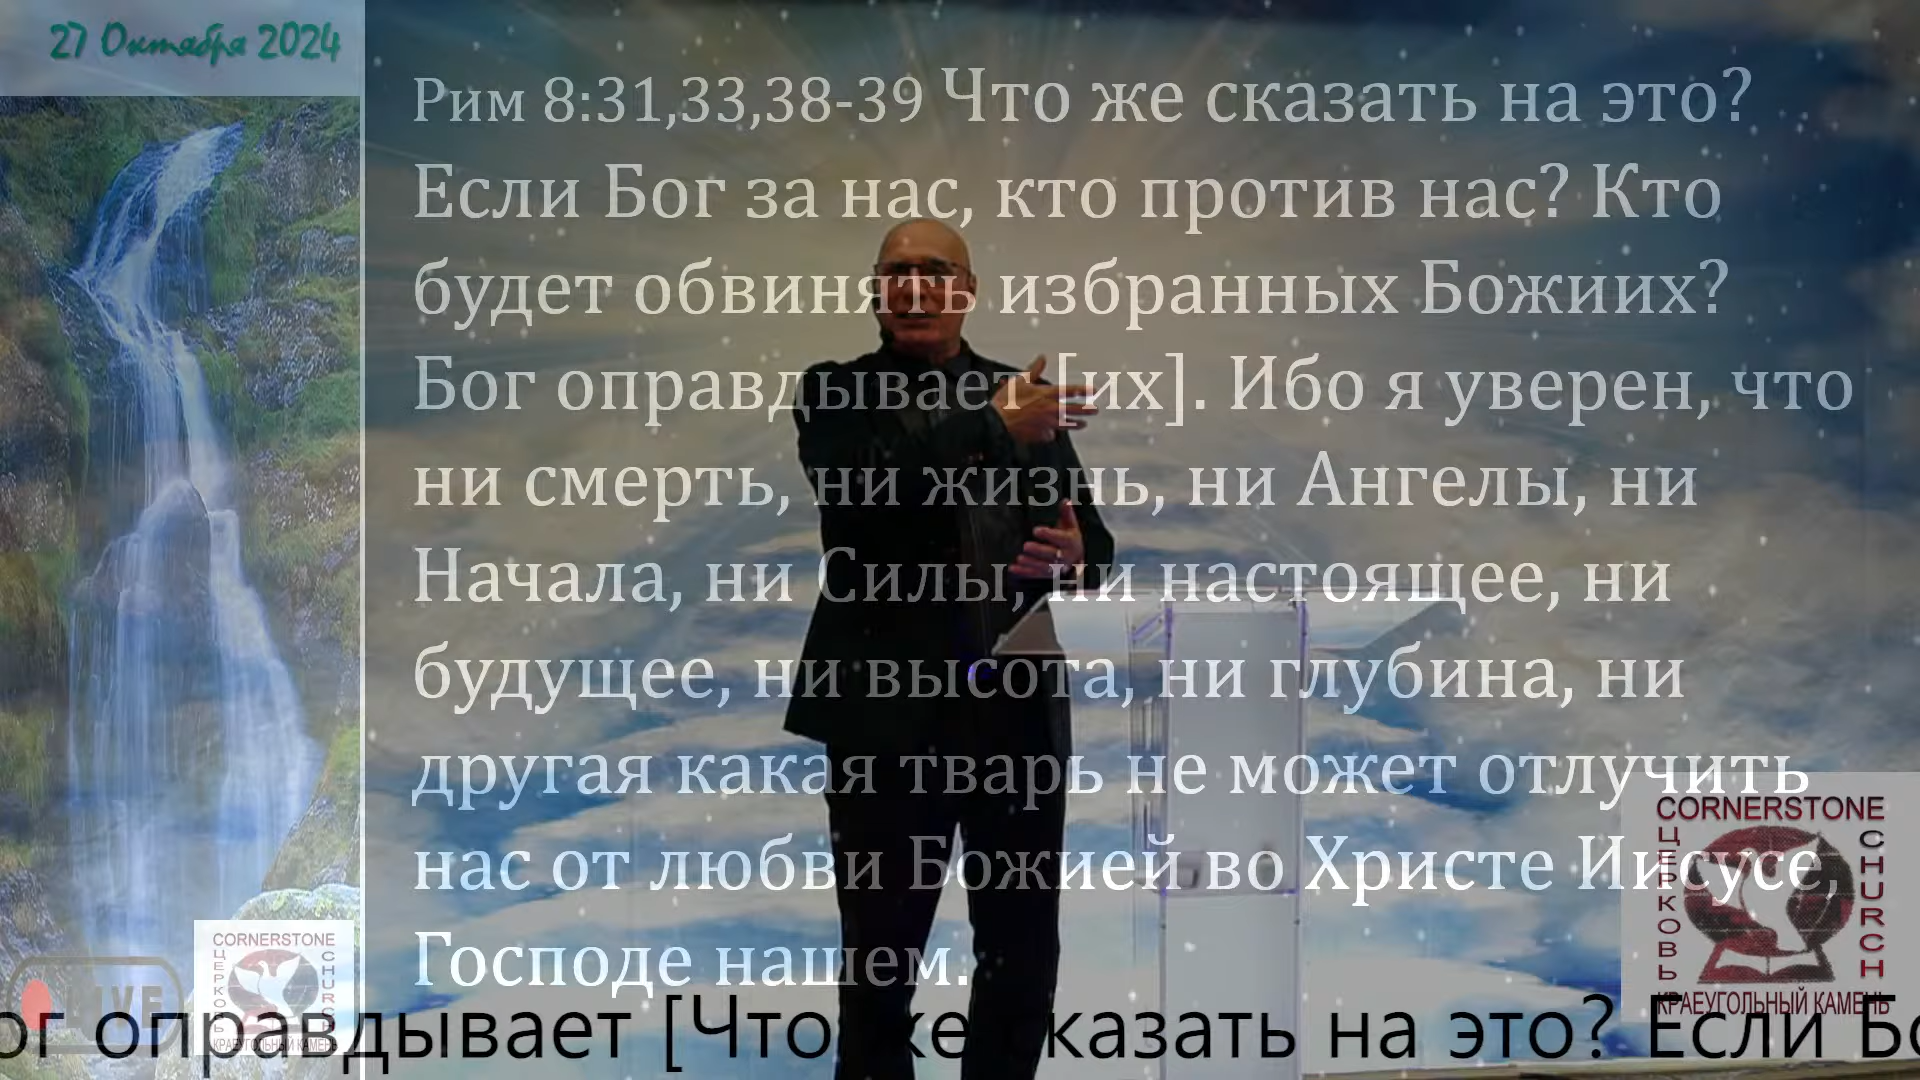 27 Октября 2024
Рим 8:31,33,38-39 Что же сказать на это?
Если Бог за нас, кто против нас? Кто
будет обвинять избранных Божиих?
Бог оправдывает [их]. Ибо я уверен, что
ни смерть, ни жизнь, ни Ангелы, ни
Начала, ни Силы, ни настоящее, ни
будущее, ни высота, ни глубина, ни
другая какая тварь не может отлучить
нас от любви Божией во Христе Иисусе,
Господе нашем.
CORNERSTONE
CHURCH
ЦЕРКОВЬ
КРАЕУГОЛЬНЫЙ КАМЕНЬ
LIVE
CORNERSTONE
CHURCH
ЦЕРКОВЬ
КРАЕУГОЛЬНЫЙ КАМЕНЬ
оправдывает [Что же сказать на это? Если